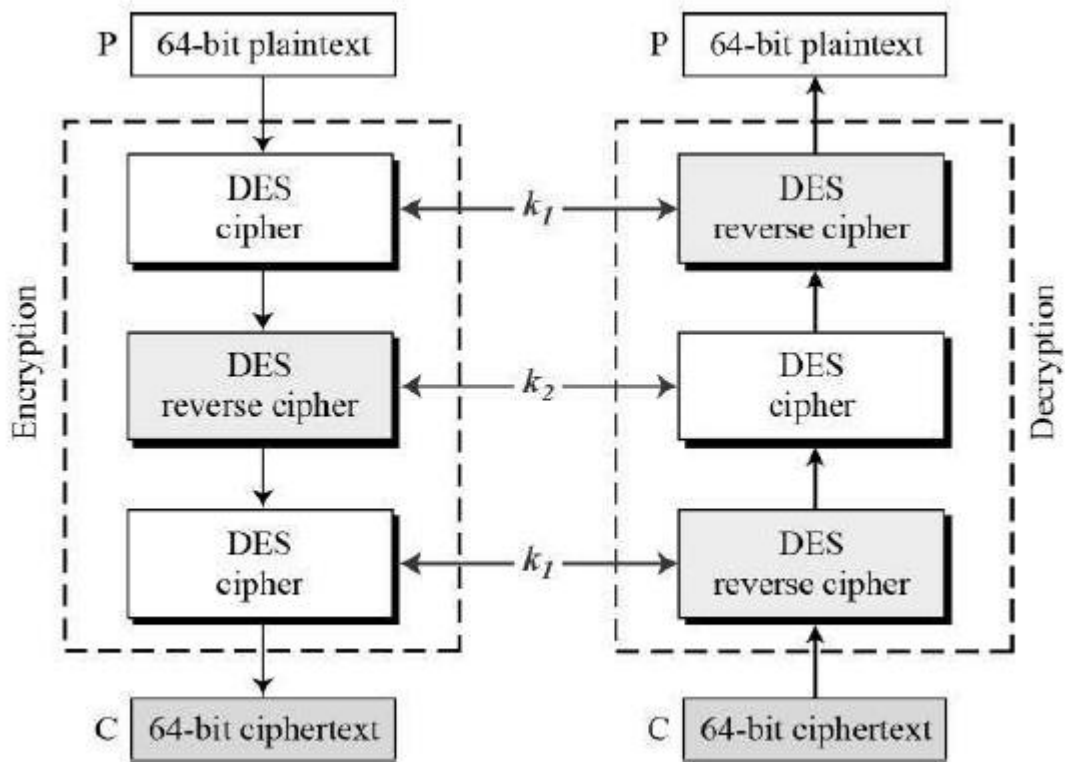 P 64-bit plaintext
P 64-bit plaintext
Encryption
DES
cipher
k1
DES
reverse cipher
DES
reverse cipher
k2
DES
cipher
DES
cipher
k1
DES
reverse cipher
Decryption
C 64-bit ciphertext
C 64-bit ciphertext